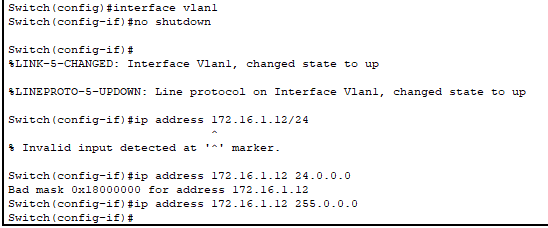 Switch(config)#interface vlan1
Switch(config-if)#no shutdown
Switch(config-if)#
%LINK-5-CHANGED: Interface Vlan1, changed state to up
%LINEPROTO-5-UPDOWN: Line protocol on Interface Vlan1, changed state to up
Switch(config-if)#ip address 172.16.1.12/24
^
% Invalid input detected at '^' marker.
Switch(config-if)#ip address 172.16.1.12 24.0.0.0
Bad mask 0x18000000 for address 172.16.1.12
Switch(config-if)#ip address 172.16.1.12 255.0.0.0
Switch(config-if)#